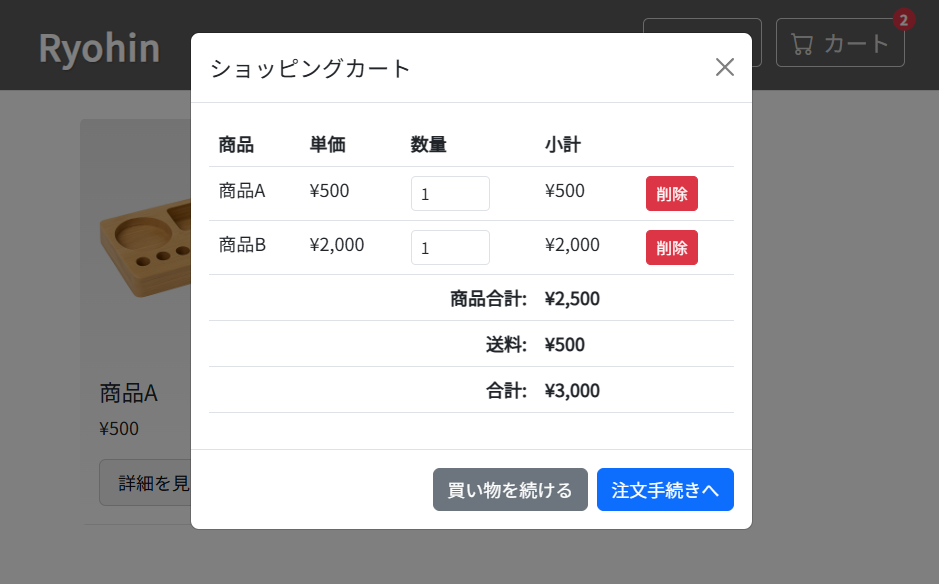 Ryohin
カート
2
ショッピングカート
商品 単価 数量 小計
商品A ¥500 1 ¥500 削除
商品B ¥2,000 1 ¥2,000 削除
商品合計: ¥2,500
送料: ¥500
合計: ¥3,000
買い物を続ける 注文手続きへ
商品A
¥500
詳細を見